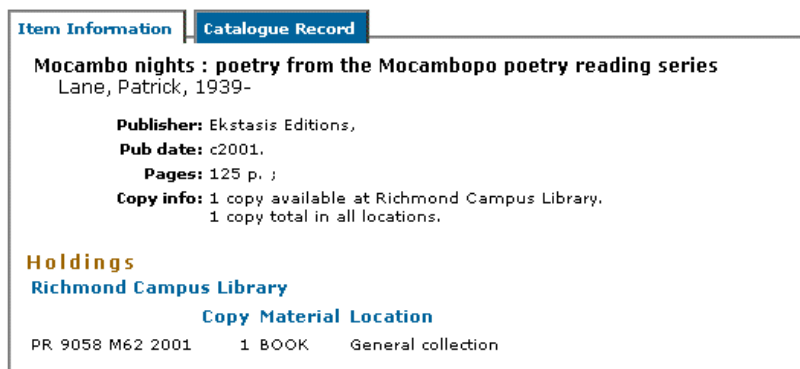 Item Information Catalogue Record
Mocambo nights : poetry from the Mocambopo poetry reading series
Lane, Patrick, 1939-
Publisher: Ekstasis Editions,
Pub date: c2001.
Pages: 125 p. ;
Copy info: 1 copy available at Richmond Campus Library.
1 copy total in all locations.
Holdings
Richmond Campus Library
Copy Material Location
PR 9058 M62 2001 1 BOOK General collection